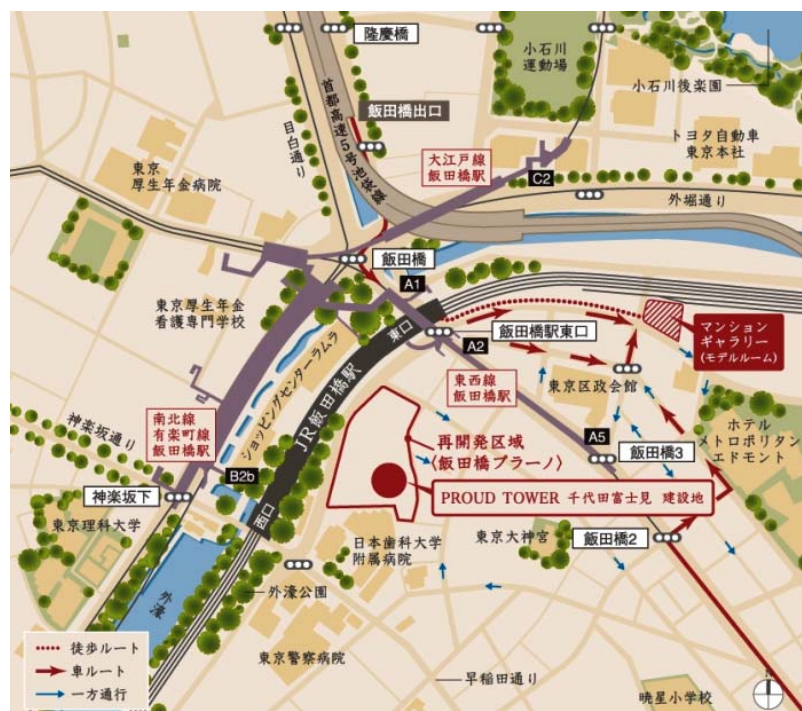 隆慶橋
小石川
運動場
小石川後楽園
首都高速5号池袋線
飯田橋出口
目白通り
トヨタ自動車
東京本社
大江戸線
飯田橋駅
C2
東京
厚生年金病院
外堀通り
飯田橋
A1
東京厚生年金
看護専門学校
東口
飯田橋駅東口
A2
マンション
ギャラリー
(モデルルーム)
ショッピングセンターラムラ
JR飯田橋駅
東西線
飯田橋駅
東京区政会館
南北線
有楽町線
飯田橋駅
神楽坂通り
再開発区域
〈飯田橋プラーノ〉
A5
飯田橋3
ホテル
メトロポリタン
エドモント
B2b
神楽坂下
西口
PROUD TOWER 千代田富士見 建設地
東京理科大学
日本歯科大学
附属病院
東京大神宮
飯田橋2
外濠
外濠公園
徒歩ルート
車ルート
一方通行
東京警察病院
早稲田通り
暁星小学校
N